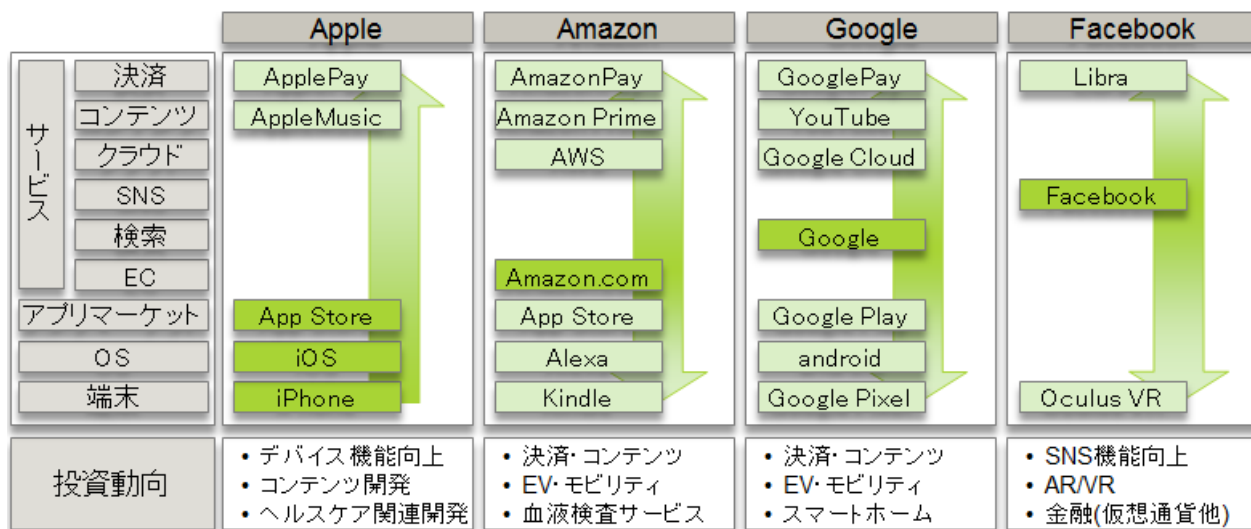 Apple Amazon Google Facebook
サービス
決済 ApplePay AmazonPay GooglePay Libra
コンテンツ AppleMusic Amazon Prime YouTube
クラウド AWS Google Cloud
SNS Facebook
検索 Google
EC Amazon.com
アプリマーケット App Store App Store Google Play
OS iOS Alexa android
端末 iPhone Kindle Google Pixel Oculus VR
投資動向
• デバイス機能向上
• コンテンツ開発
• ヘルスケア関連開発
• 決済・コンテンツ
• EV・モビリティ
• 血液検査サービス
• 決済・コンテンツ
• EV・モビリティ
• スマートホーム
• SNS機能向上
• AR/VR
• 金融(仮想通貨他)